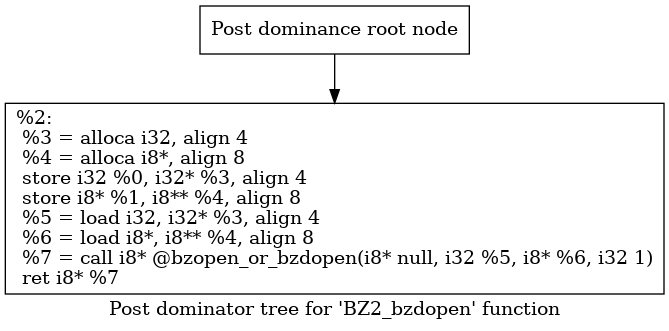 Post dominance root node
%2:
%3 = alloca i32, align 4
%4 = alloca i8*, align 8
store i32 %0, i32* %3, align 4
store i8* %1, i8** %4, align 8
%5 = load i32, i32* %3, align 4
%6 = load i8*, i8** %4, align 8
%7 = call i8* @bzopen_or_bzdopen(i8* null, i32 %5, i8* %6, i32 1)
ret i8* %7
Post dominator tree for 'BZ2_bzdopen' function